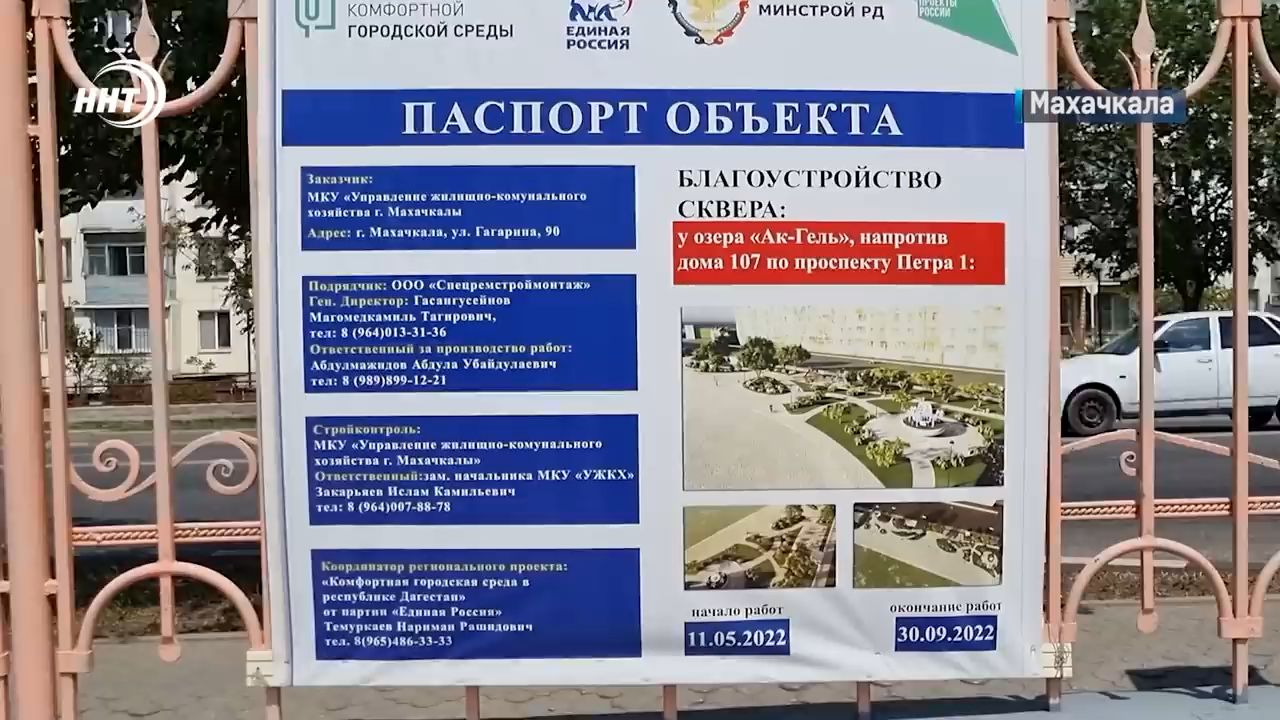 КОМФОРТНОЙ
ГОРОДСКОЙ СРЕДЫ
ЕДИНАЯ
РОССИЯ
МИНСТРОЙ РД
ПРОЕКТЫ
РОССИИ
ННТ
Махачкала
ПАСПОРТ ОБЪЕКТА
Заказчик:
МКУ «Управление жилищно-комунального
хозяйства г. Махачкалы
Адрес: г. Махачкала, ул. Гагарина, 90
Подрядчик: ООО «Спецремстроймонтаж»
Ген. Директор: Гасангусейнов
Магомедкамиль Тагирович,
тел: 8 (964)013-31-36
Ответственный за производство работ:
Абдулмажидов Абдула Убайдулаевич
тел: 8 (989)899-12-21
Стройконтроль:
МКУ «Управление жилищно-комунального
хозяйства г. Махачкалы»
Ответственный:зам. начальника МКУ «УЖКХ»
Закарьяев Ислам Камильевич
тел: 8 (964)007-88-78
Координатор регионального проекта:
«Комфортная городская среда в
республике Дагестан»
от партии «Единая Россия»
Темуркаев Нариман Рашидович
тел. 8(965)486-33-33
БЛАГОУСТРОЙСТВО
СКВЕРА:
у озера «Ак-Гель», напротив
дома 107 по проспекту Петра 1:
начало работ
11.05.2022
окончание работ
30.09.2022